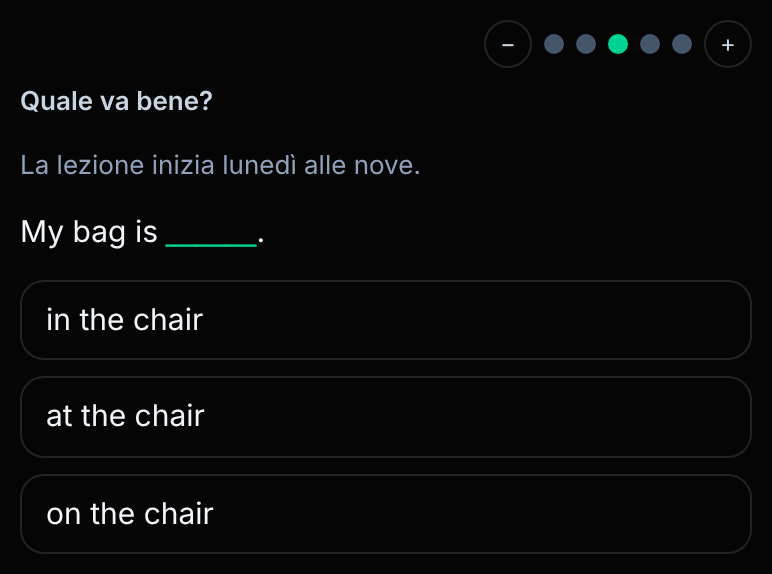 − +
Quale va bene?
La lezione inizia lunedì alle nove.
My bag is ______.
in the chair
at the chair
on the chair